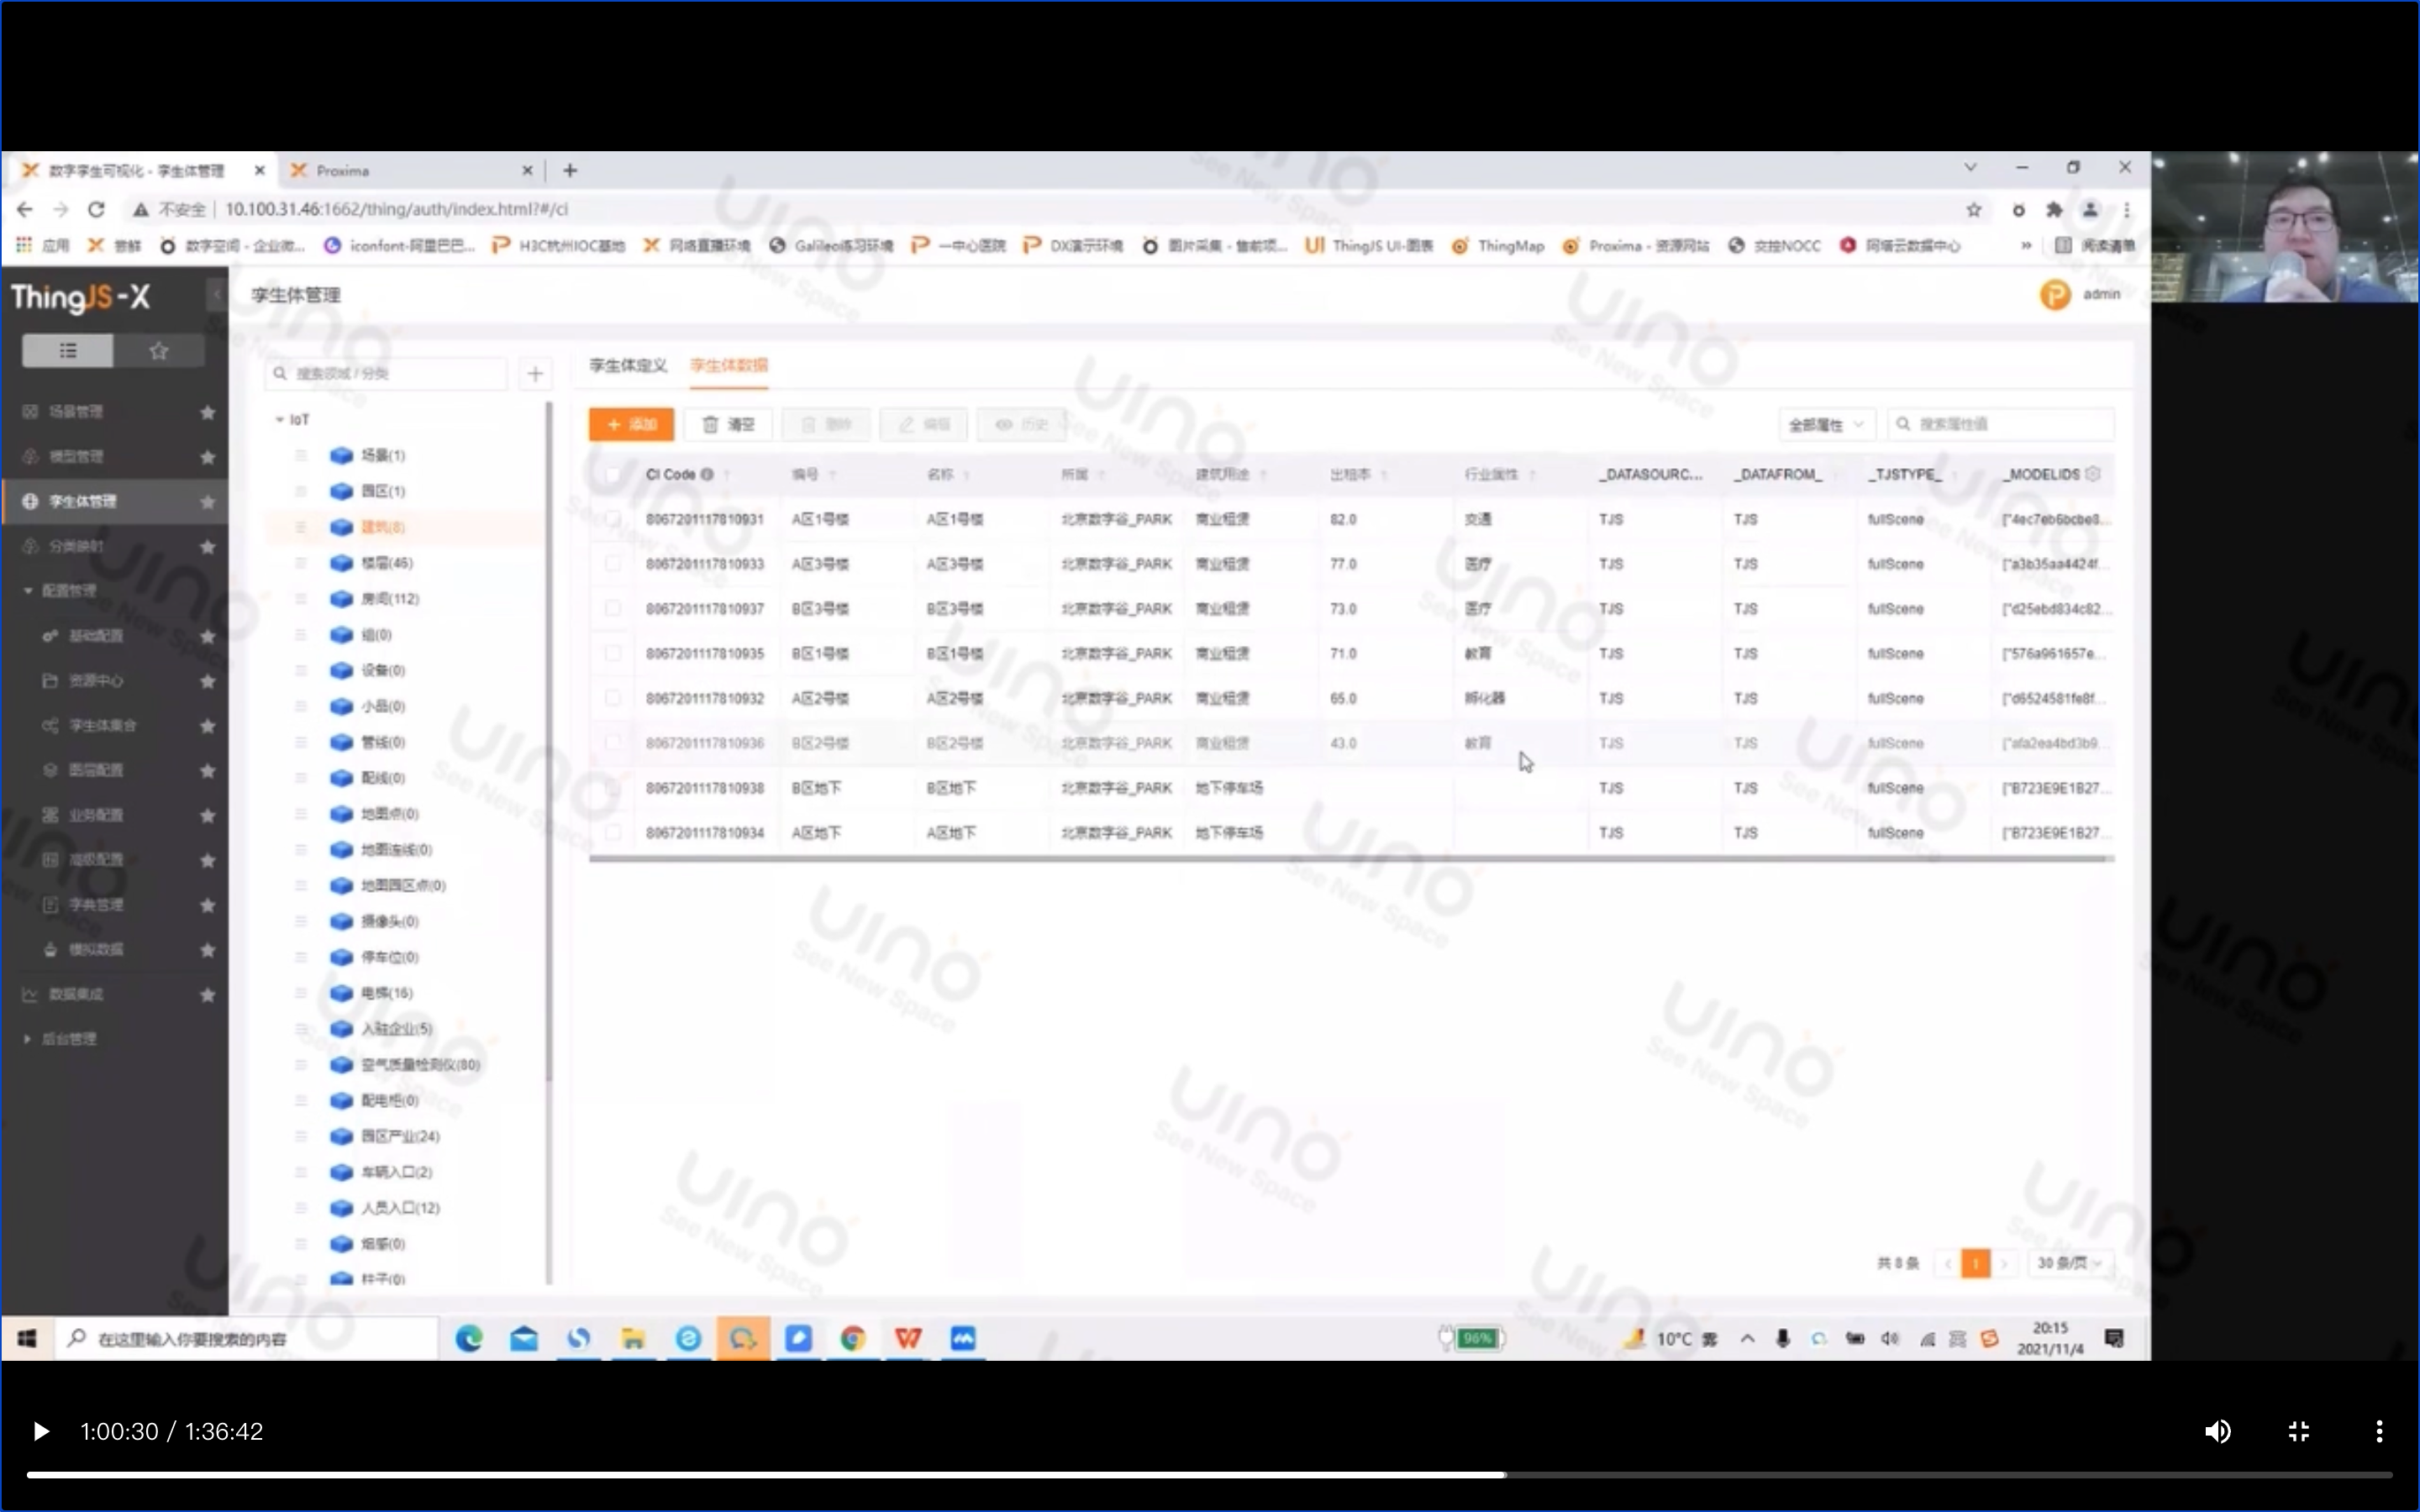 数字孪生可视化 - 孪生体管理
Proxima
不安全 | 10.100.31.46:1662/thing/auth/index.html?#/ci
应用 尝鲜 数字空间 - 企业微... iconfont-阿里巴巴... H3C杭州IOC基地 网络直播环境 Galileo练习环境 一中心医院 DX演示环境 图片采集 - 售前项... ThingJS UI-图表 ThingMap Proxima - 资源网站 交控NOCC 阿塔云数据中心 » 阅读清单
ThingJS-X
孪生体管理
admin
场景管理
模型管理
孪生体管理
分类映射
配置管理
基础配置
资源中心
孪生体集合
图层配置
业务配置
高级配置
字典管理
模拟数据
数据集成
后台管理
搜索领域 / 分类
IoT
场景(1)
园区(1)
建筑(8)
楼层(46)
房间(112)
组(0)
设备(0)
小品(0)
管线(0)
配线(0)
地图点(0)
地图连线(0)
地图园区点(0)
摄像头(0)
停车位(0)
电梯(16)
入驻企业(5)
空气质量检测仪(80)
配电柜(0)
园区产业(24)
车辆入口(2)
人员入口(12)
烟感(0)
柱子(0)
孪生体定义 孪生体数据
+ 添加 清空 删除 编辑 历史
全部属性 搜索属性值
CI Code 编号 名称 所属 建筑用途 出租率 行业属性 _DATASOURC... _DATAFROM_ _TJSTYPE_ _MODELIDS
8067201117810931 A区1号楼 A区1号楼 北京数字谷_PARK 商业租赁 82.0 交通 TJS TJS fullScene ["4ec7eb6bcbe8...
8067201117810933 A区3号楼 A区3号楼 北京数字谷_PARK 商业租赁 77.0 医疗 TJS TJS fullScene ["a3b35aa4424f...
8067201117810937 B区3号楼 B区3号楼 北京数字谷_PARK 商业租赁 73.0 医疗 TJS TJS fullScene ["d25ebd834c82...
8067201117810935 B区1号楼 B区1号楼 北京数字谷_PARK 商业租赁 71.0 教育 TJS TJS fullScene ["576a961657e...
8067201117810932 A区2号楼 A区2号楼 北京数字谷_PARK 商业租赁 65.0 孵化器 TJS TJS fullScene ["d6524581fe8f...
8067201117810936 B区2号楼 B区2号楼 北京数字谷_PARK 商业租赁 43.0 教育 TJS TJS fullScene ["afa2ea4bd3b9...
8067201117810938 B区地下 B区地下 北京数字谷_PARK 地下停车场 TJS TJS fullScene ["B723E9E1B27...
8067201117810934 A区地下 A区地下 北京数字谷_PARK 地下停车场 TJS TJS fullScene ["B723E9E1B27...
共 8 条 1 30 条/页
在这里输入你要搜索的内容
96%
10°C 雾
20:15
2021/11/4
1:00:30 / 1:36:42
uino
See New Space